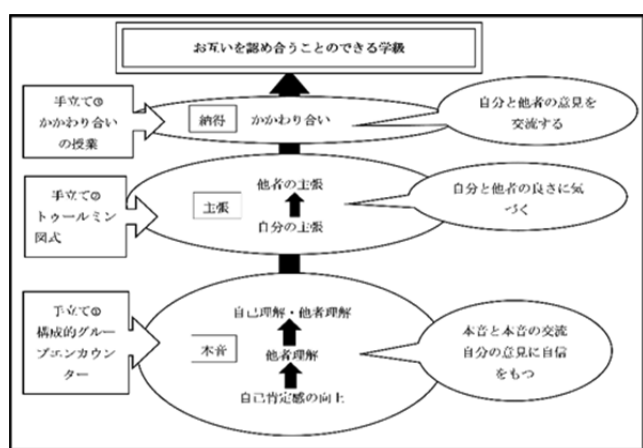 お互いを認め合うことのできる学級
手立て③
かかわり合い
の授業
納得
かかわり合い
自分と他者の意見を
交流する
手立て②
トゥールミン
図式
主張
他者の主張
自分の主張
自分と他者の良さに気
づく
手立て①
構成的グルー
プエンカウン
ター
本音
自己理解・他者理解
他者理解
自己肯定感の向上
本音と本音の交流
自分の意見に自信
をもつ